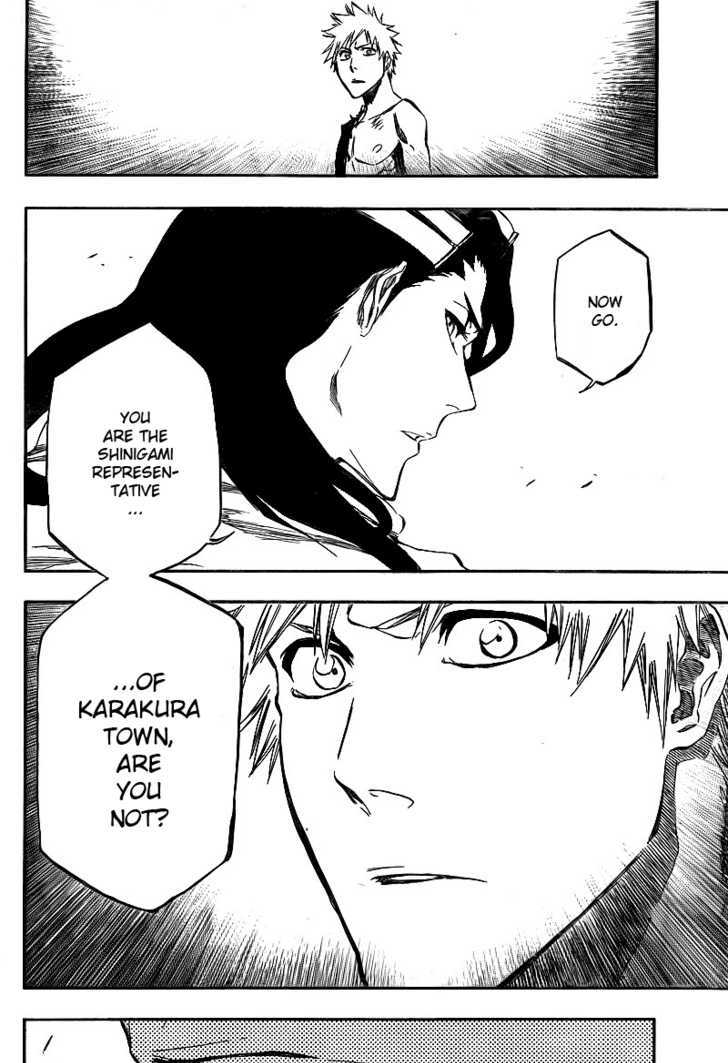 NOW
GO.
YOU
ARE THE
SHINIGAMI
REPRESEN-
TATIVE
...
...OF
KARAKURA
TOWN,
ARE
YOU
NOT?